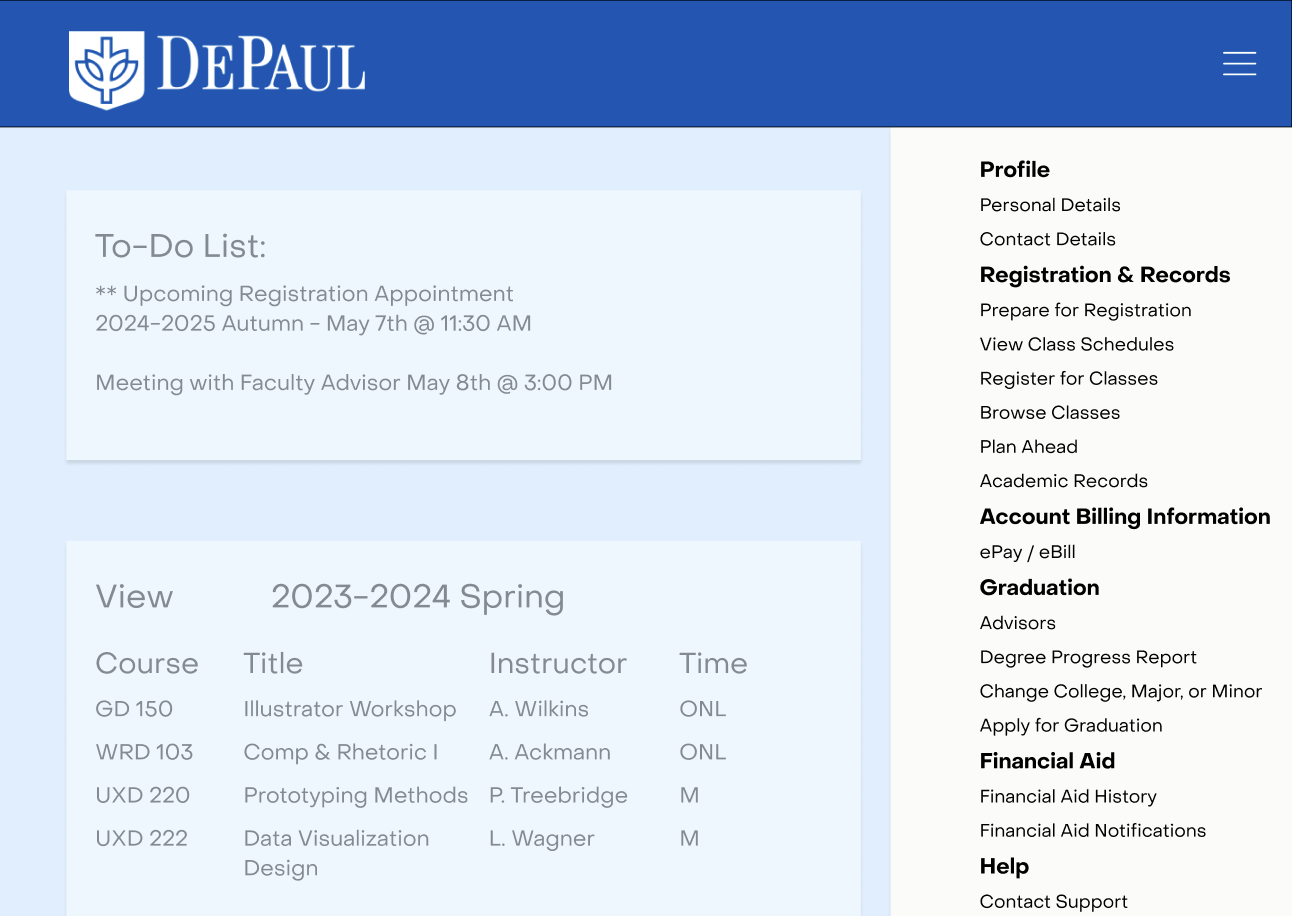 DEPAUL
To-Do List:
** Upcoming Registration Appointment
2024-2025 Autumn - May 7th @ 11:30 AM
Meeting with Faculty Advisor May 8th @ 3:00 PM
View 2023-2024 Spring
Course Title Instructor Time
GD 150 Illustrator Workshop A. Wilkins ONL
WRD 103 Comp & Rhetoric I A. Ackmann ONL
UXD 220 Prototyping Methods P. Treebridge M
UXD 222 Data Visualization L. Wagner M
Design
Profile
Personal Details
Contact Details
Registration & Records
Prepare for Registration
View Class Schedules
Register for Classes
Browse Classes
Plan Ahead
Academic Records
Account Billing Information
ePay / eBill
Graduation
Advisors
Degree Progress Report
Change College, Major, or Minor
Apply for Graduation
Financial Aid
Financial Aid History
Financial Aid Notifications
Help
Contact Support